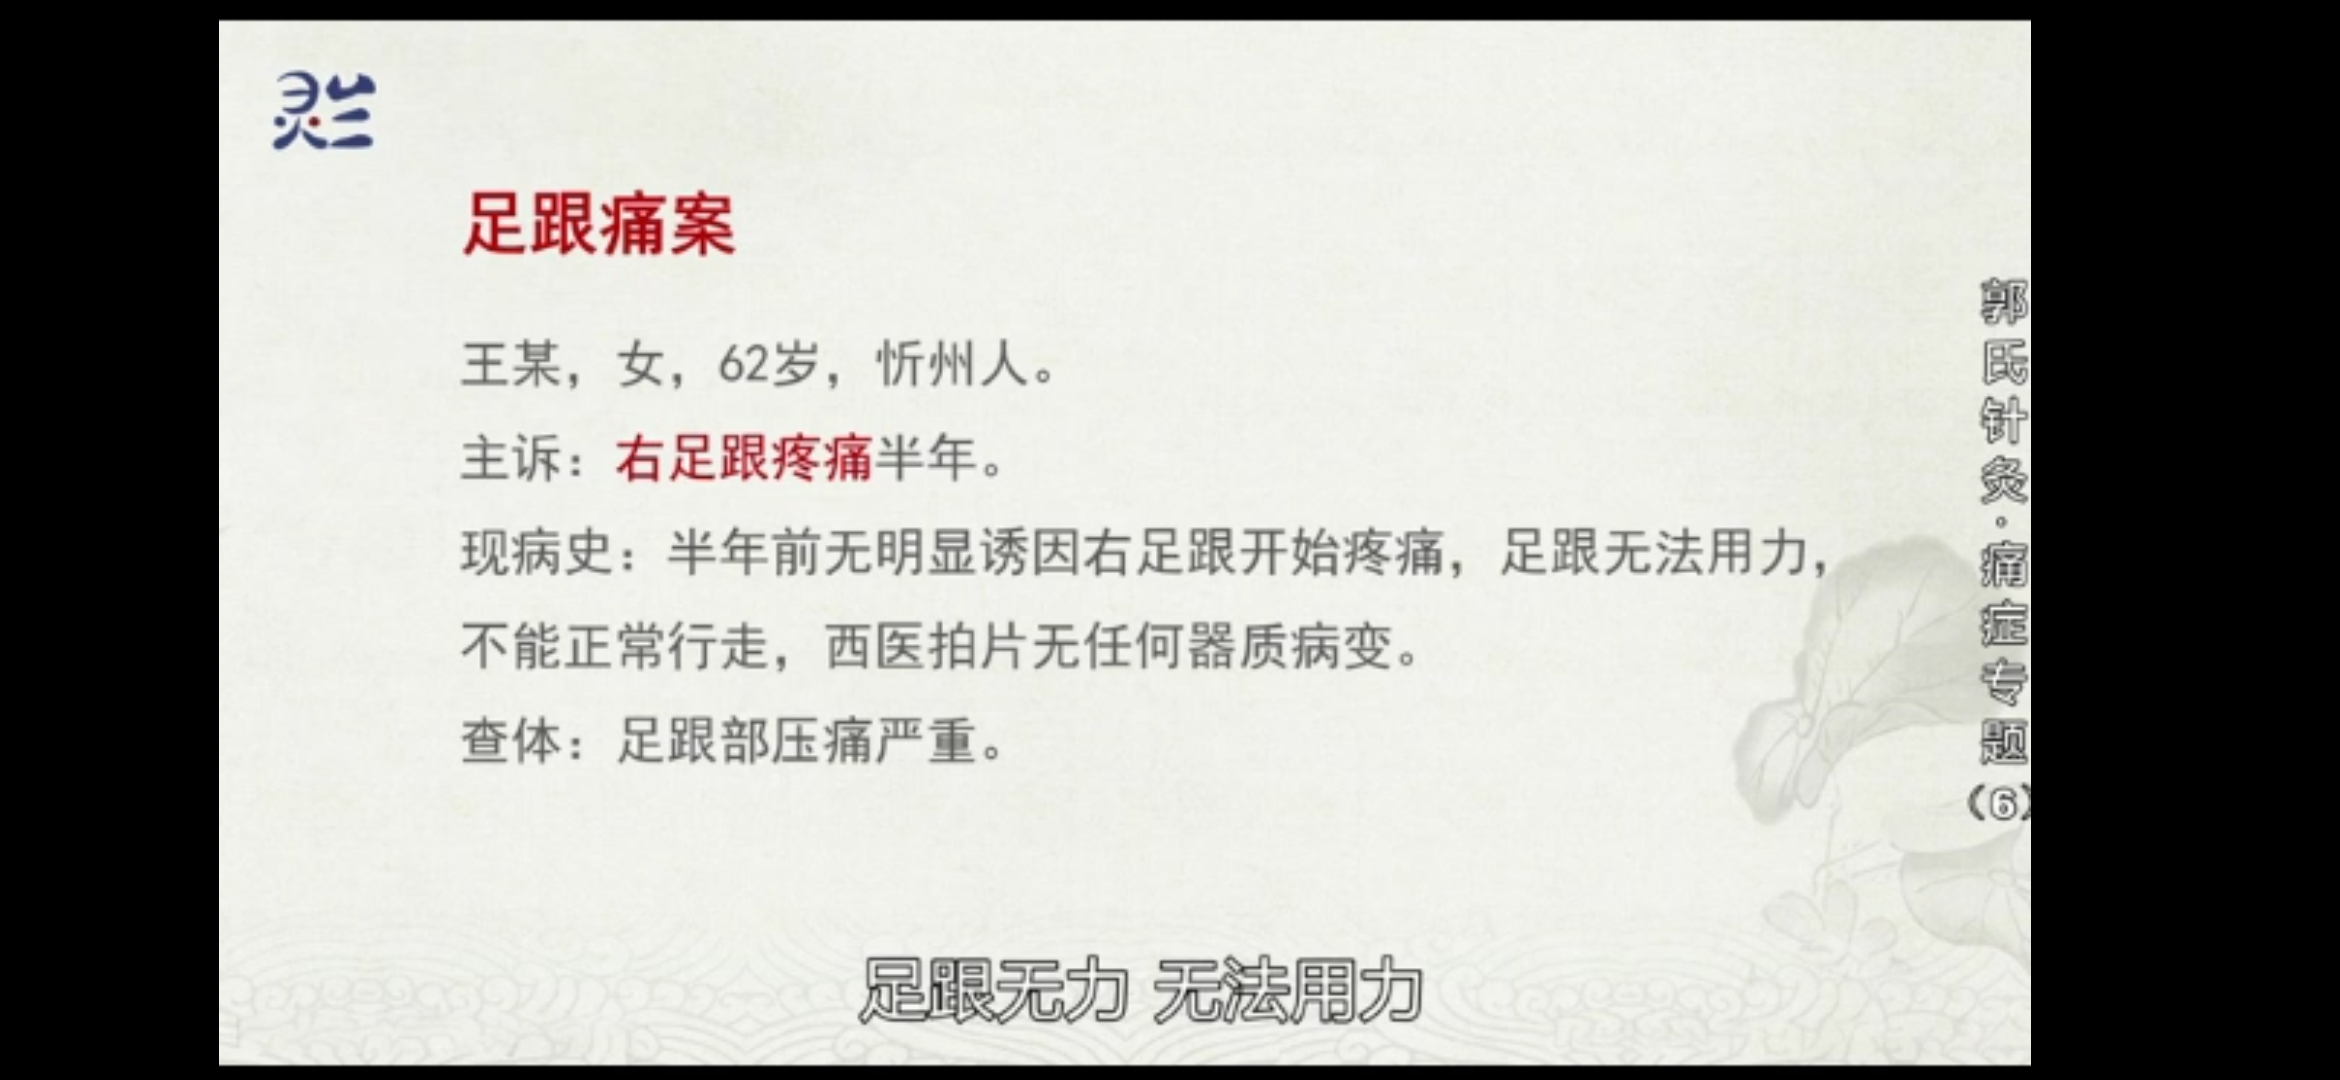 灵兰
足跟痛案
王某，女，62岁，忻州人。
主诉：右足跟疼痛半年。
现病史：半年前无明显诱因右足跟开始疼痛，足跟无法用力，
不能正常行走，西医拍片无任何器质病变。
查体：足跟部压痛严重。
郭氏针灸·痛症专题（6）
足跟无力 无法用力